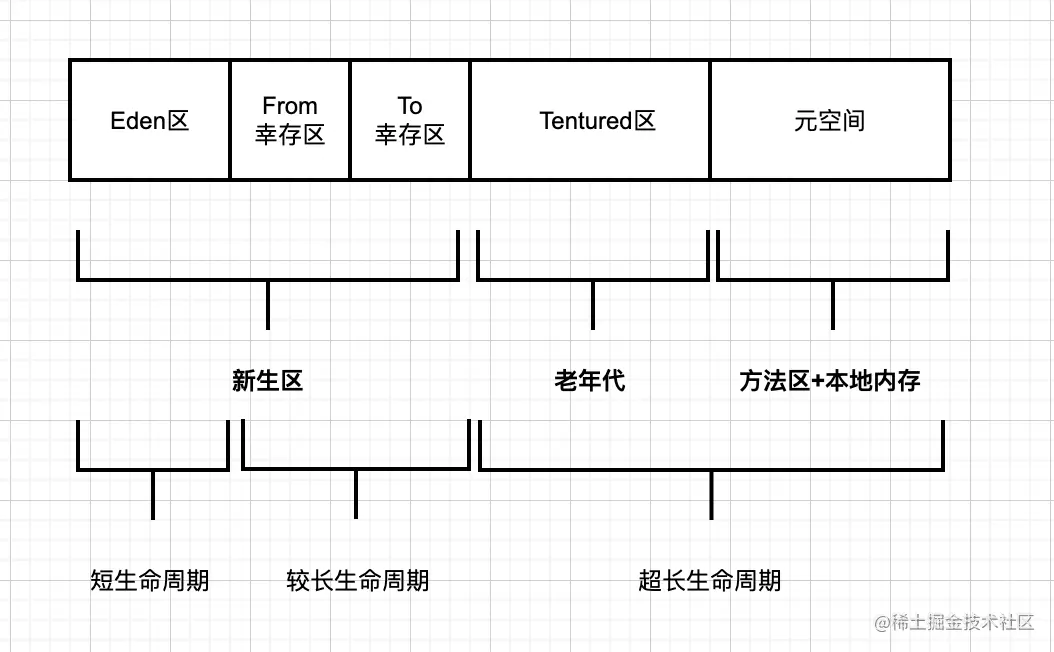 Eden区
From
幸存区
To
幸存区
Tentured区
元空间
新生区
老年代
方法区+本地内存
短生命周期
较长生命周期
超长生命周期
@稀土掘金技术社区